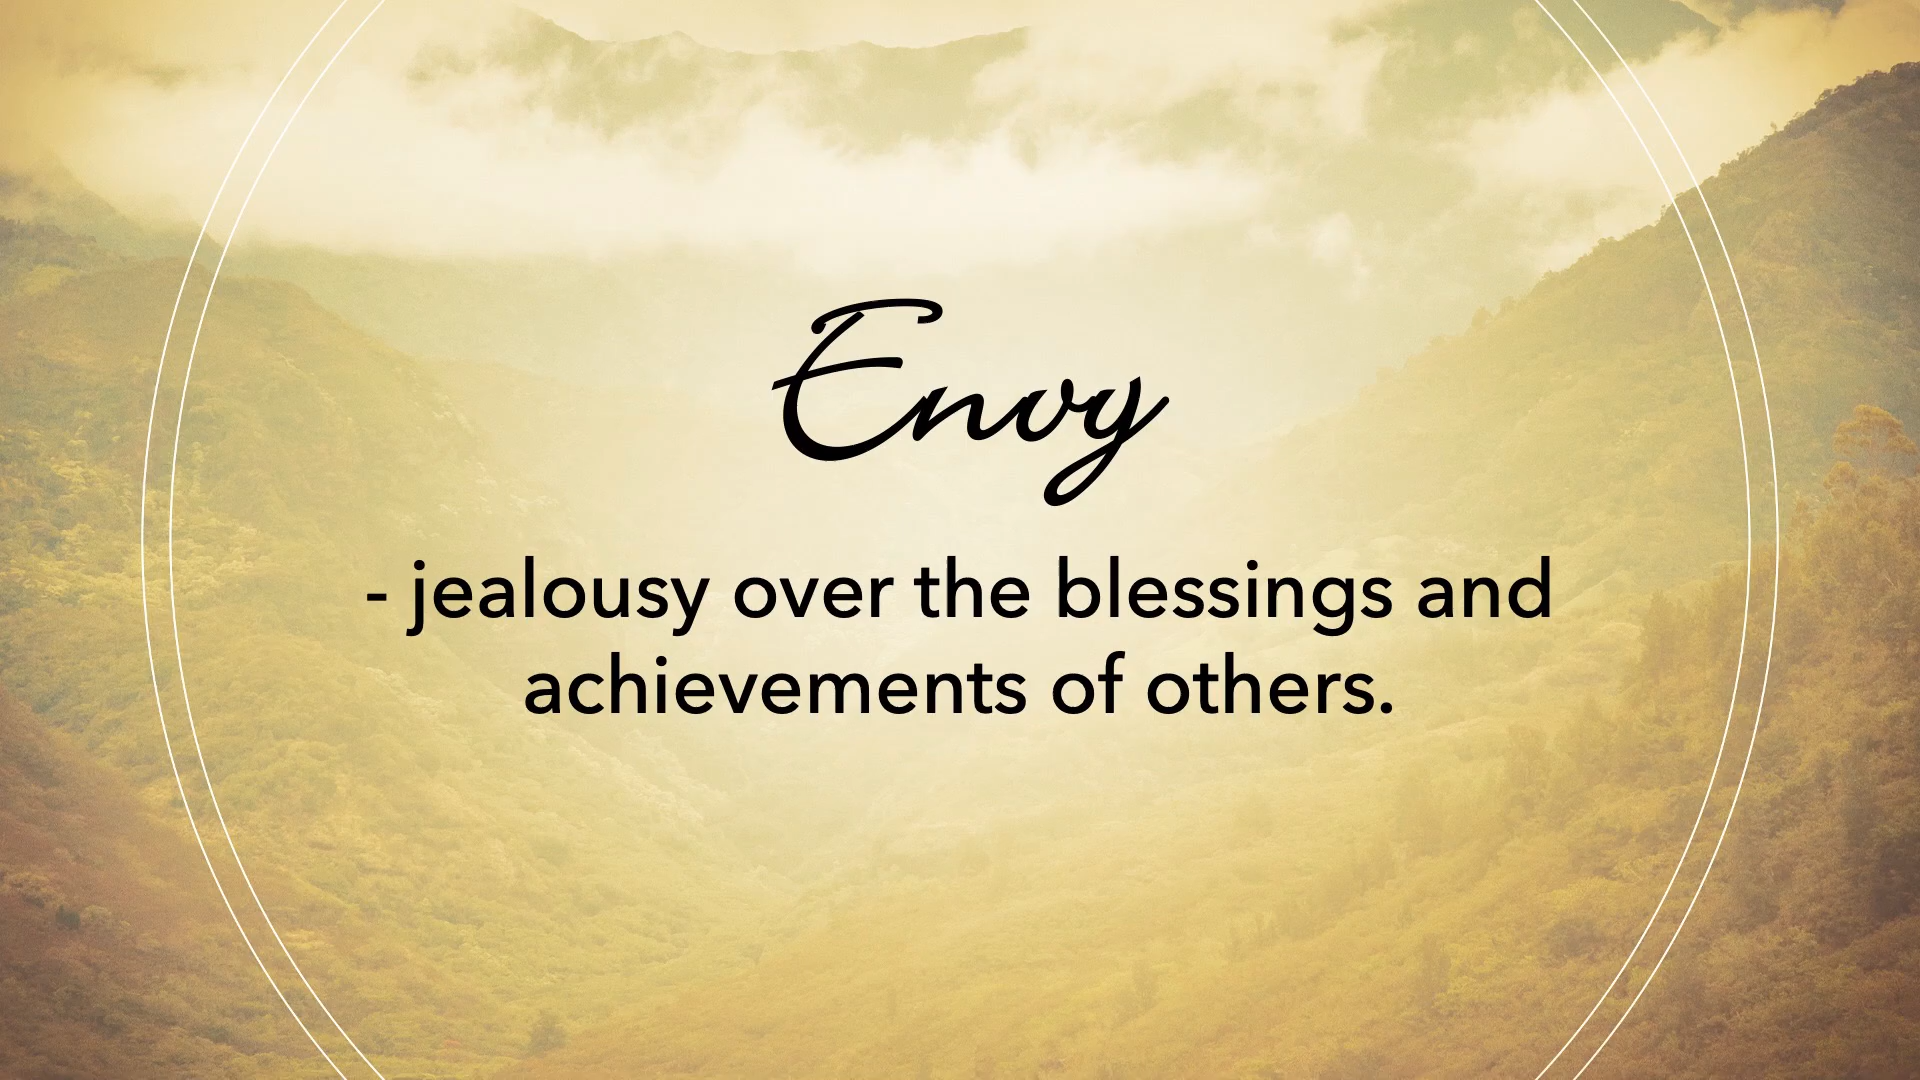 Envy
- jealousy over the blessings and
achievements of others.